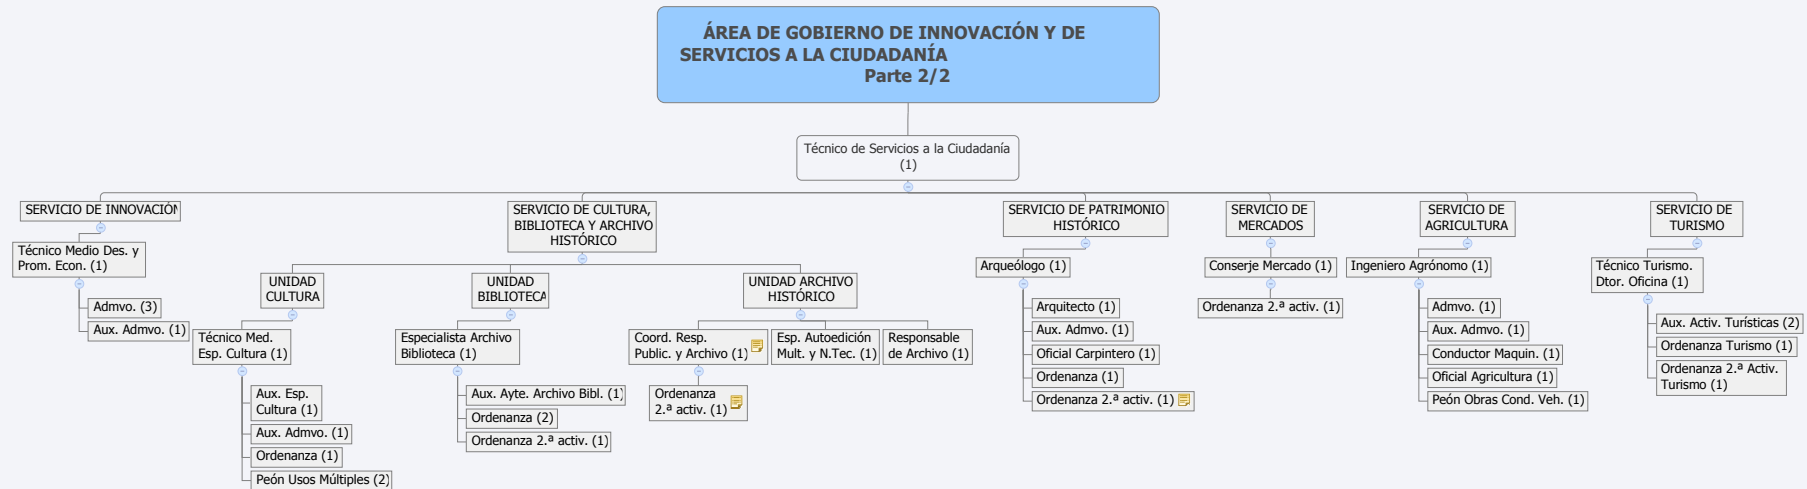 ÁREA DE GOBIERNO DE INNOVACIÓN Y DE
SERVICIOS A LA CIUDADANÍA
Parte 2/2
Técnico de Servicios a la Ciudadanía
(1)
SERVICIO DE INNOVACIÓN
Técnico Medio Des. y
Prom. Econ. (1)
Admvo. (3)
Aux. Admvo. (1)
SERVICIO DE CULTURA,
BIBLIOTECA Y ARCHIVO
HISTÓRICO
UNIDAD
CULTURA
Técnico Med.
Esp. Cultura (1)
Aux. Esp.
Cultura (1)
Aux. Admvo. (1)
Ordenanza (1)
Peón Usos Múltiples (2)
UNIDAD
BIBLIOTECA
Especialista Archivo
Biblioteca (1)
Aux. Ayte. Archivo Bibl. (1)
Ordenanza (2)
Ordenanza 2.ª activ. (1)
UNIDAD ARCHIVO
HISTÓRICO
Coord. Resp.
Public. y Archivo (1)
Ordenanza
2.ª activ. (1)
Esp. Autoedición
Mult. y N.Tec. (1)
Responsable
de Archivo (1)
SERVICIO DE PATRIMONIO
HISTÓRICO
Arqueólogo (1)
Arquitecto (1)
Aux. Admvo. (1)
Oficial Carpintero (1)
Ordenanza (1)
Ordenanza 2.ª activ. (1)
SERVICIO DE
MERCADOS
Conserje Mercado (1)
Ordenanza 2.ª activ. (1)
SERVICIO DE
AGRICULTURA
Ingeniero Agrónomo (1)
Admvo. (1)
Aux. Admvo. (1)
Conductor Maquin. (1)
Oficial Agricultura (1)
Peón Obras Cond. Veh. (1)
SERVICIO DE
TURISMO
Técnico Turismo.
Dtor. Oficina (1)
Aux. Activ. Turísticas (2)
Ordenanza Turismo (1)
Ordenanza 2.ª Activ.
Turismo (1)